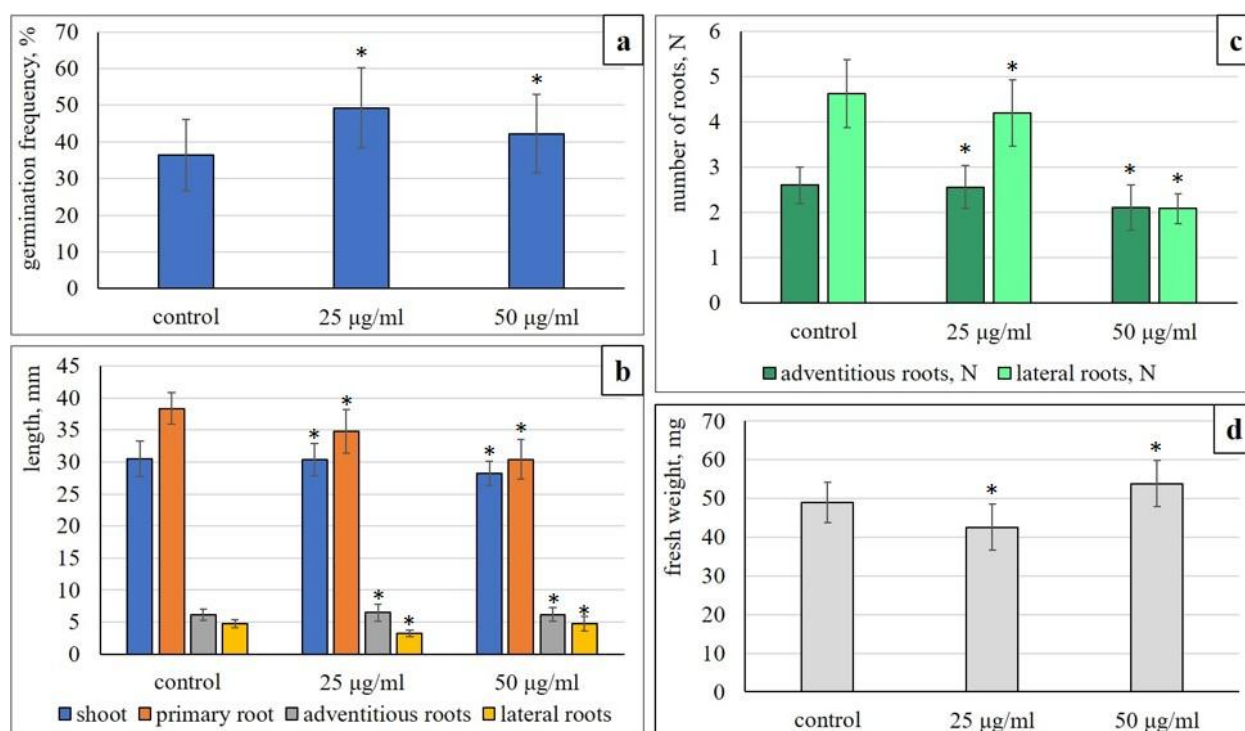 a
germination frequency, %
70
60
50
40
30
20
10
0
* *
control 25 µg/ml 50 µg/ml
b
length, mm
45
40
35
30
25
20
15
10
5
0
* * * * * * * *
control 25 µg/ml 50 µg/ml
shoot primary root adventitious roots lateral roots
c
number of roots, N
6
5
4
3
2
1
0
* * * *
control 25 µg/ml 50 µg/ml
adventitious roots, N lateral roots, N
d
fresh weight, mg
70
60
50
40
30
20
10
0
* *
control 25 µg/ml 50 µg/ml